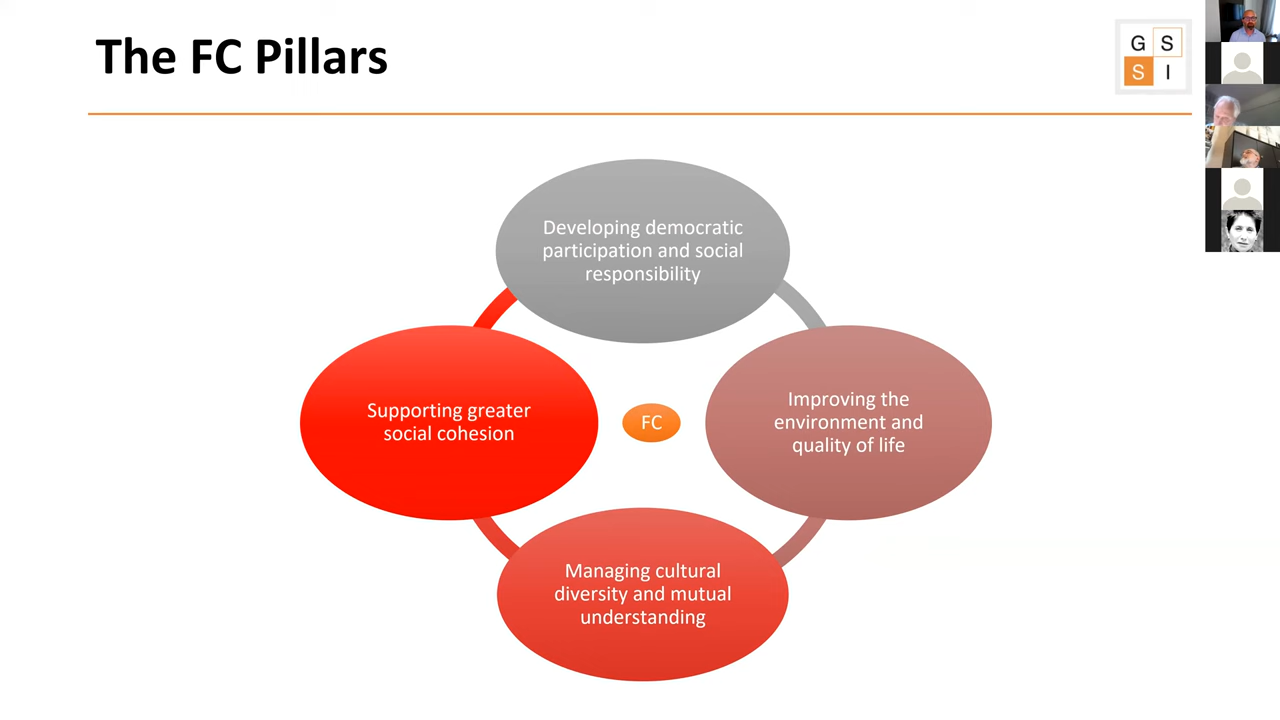 The FC Pillars
G S
S I
Developing democratic
participation and social
responsibility
Supporting greater
social cohesion
FC
Improving the
environment and
quality of life
Managing cultural
diversity and mutual
understanding